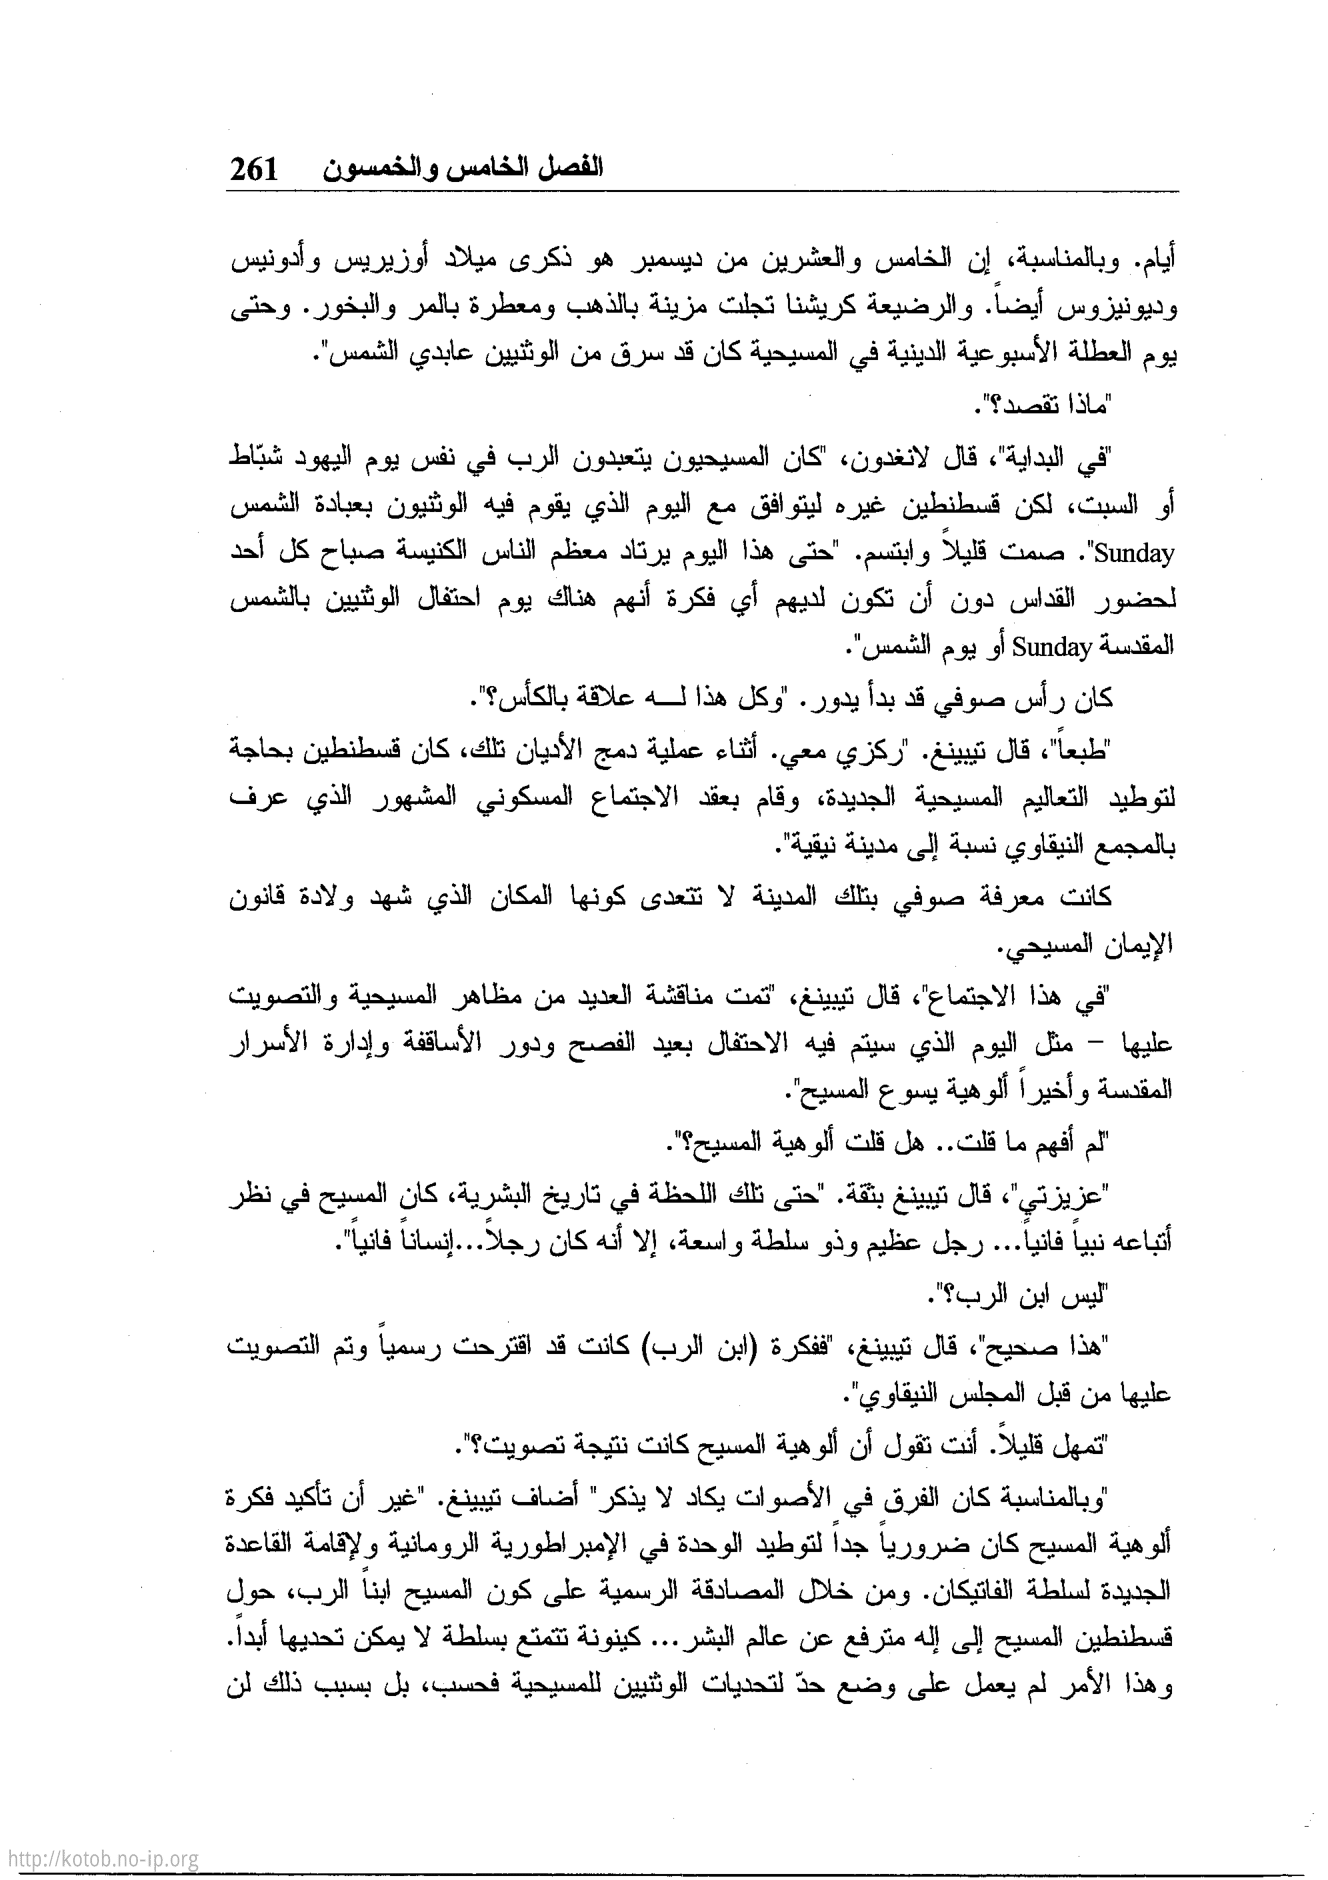 الفصل الخامس والخمسون 261
أيام. وبالمناسبة، إن الخامس والعشرين من ديسمبر هو ذكرى ميلاد أوزيريس وأدونيس
وديونيزوس أيضاً. والرضيعة كريشنا تجلت مزينة بالذهب ومعطرة بالمر والبخور. وحتى
يوم العطلة الأسبوعية الدينية في المسيحية كان قد سرق من الوثنيين عابدي الشمس".
"ماذا تقصد؟".
"في البداية"، قال لانغدون، "كان المسيحيون يتعبدون الرب في نفس يوم اليهود شبّاط
أو السبت، لكن قسطنطين غيره ليتوافق مع اليوم الذي يقوم فيه الوثنيون بعبادة الشمس
Sunday". صمت قليلاً وابتسم. "حتى هذا اليوم يرتاد معظم الناس الكنيسة صباح كل أحد
لحضور القداس دون أن تكون لديهم أي فكرة أنهم هناك يوم احتفال الوثنيين بالشمس
المقدسة Sunday أو يوم الشمس".
كان رأس صوفي قد بدأ يدور. "وكل هذا لـــه علاقة بالكأس؟".
"طبعاً"، قال تيبينغ. "ركزي معي. أثناء عملية دمج الأديان تلك، كان قسطنطين بحاجة
لتوطيد التعاليم المسيحية الجديدة، وقام بعقد الاجتماع المسكوني المشهور الذي عرف
بالمجمع النيقاوي نسبة إلى مدينة نيقية".
كانت معرفة صوفي بتلك المدينة لا تتعدى كونها المكان الذي شهد ولادة قانون
الإيمان المسيحي.
"في هذا الاجتماع"، قال تيبينغ، "تمت مناقشة العديد من مظاهر المسيحية والتصويت
عليها – مثل اليوم الذي سيتم فيه الاحتفال بعيد الفصح ودور الأساقفة وإدارة الأسرار
المقدسة وأخيراً ألوهية يسوع المسيح".
"لم أفهم ما قلت.. هل قلت ألوهية المسيح؟".
"عزيزتي"، قال تيبينغ بثقة. "حتى تلك اللحظة في تاريخ البشرية، كان المسيح في نظر
أتباعه نبياً فانياً... رجل عظيم وذو سلطة واسعة، إلا أنه كان رجلاً...إنساناً فانياً".
"ليس ابن الرب؟".
"هذا صحيح"، قال تيبينغ، "ففكرة (ابن الرب) كانت قد اقترحت رسمياً وتم التصويت
عليها من قبل المجلس النيقاوي".
"تمهل قليلاً. أنت تقول أن ألوهية المسيح كانت نتيجة تصويت؟".
"وبالمناسبة كان الفرق في الأصوات يكاد لا يذكر" أضاف تيبينغ. "غير أن تأكيد فكرة
ألوهية المسيح كان ضرورياً جداً لتوطيد الوحدة في الإمبراطورية الرومانية ولإقامة القاعدة
الجديدة لسلطة الفاتيكان. ومن خلال المصادقة الرسمية على كون المسيح ابناً الرب، حول
قسطنطين المسيح إلى إله مترفع عن عالم البشر... كينونة تتمتع بسلطة لا يمكن تحديها أبداً.
وهذا الأمر لم يعمل على وضع حدّ لتحديات الوثنيين للمسيحية فحسب، بل بسبب ذلك لن
http://kotob.no-ip.org